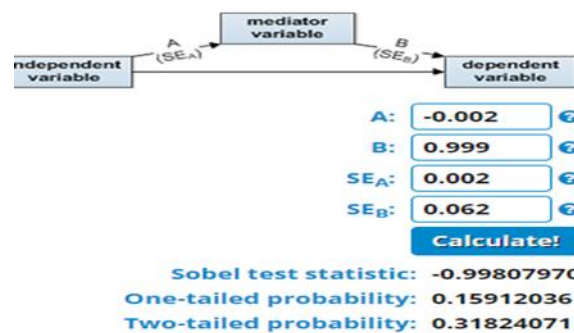 mediator
variable
A
(SEA)
B
(SEB)
ndependent
variable
dependent
variable
A: -0.002
B: 0.999
SEA: 0.002
SEB: 0.062
Calculate!
Sobel test statistic: -0.99807970
One-tailed probability: 0.15912036
Two-tailed probability: 0.31824071